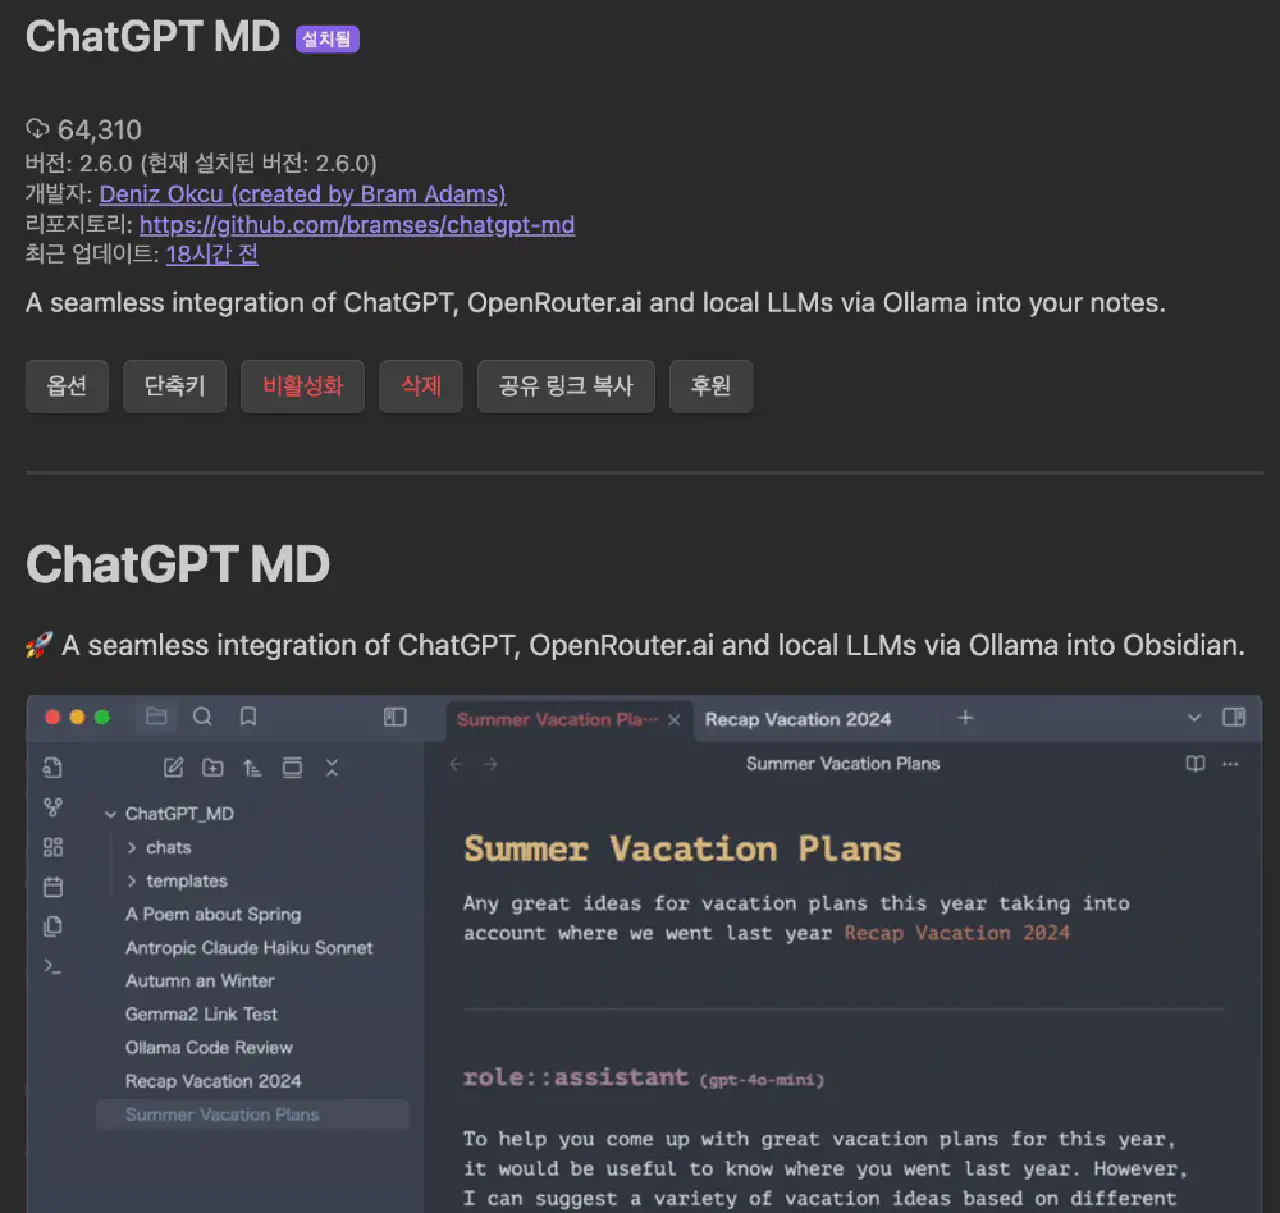 ChatGPT MD 설치됨
64,310
버전: 2.6.0 (현재 설치된 버전: 2.6.0)
개발자: Deniz Okcu (created by Bram Adams)
리포지토리: https://github.com/bramses/chatgpt-md
최근 업데이트: 18시간 전
A seamless integration of ChatGPT, OpenRouter.ai and local LLMs via Ollama into your notes.
옵션 단축키 비활성화 삭제 공유 링크 복사 후원
ChatGPT MD
🚀 A seamless integration of ChatGPT, OpenRouter.ai and local LLMs via Ollama into Obsidian.
Summer Vacation Pla··· Recap Vacation 2024
Summer Vacation Plans
ChatGPT_MD
chats
templates
A Poem about Spring
Antropic Claude Haiku Sonnet
Autumn an Winter
Gemma2 Link Test
Ollama Code Review
Recap Vacation 2024
Summer Vacation Plans
Summer Vacation Plans
Any great ideas for vacation plans this year taking into
account where we went last year Recap Vacation 2024
role::assistant (gpt-4o-mini)
To help you come up with great vacation plans for this year,
it would be useful to know where you went last year. However,
I can suggest a variety of vacation ideas based on different